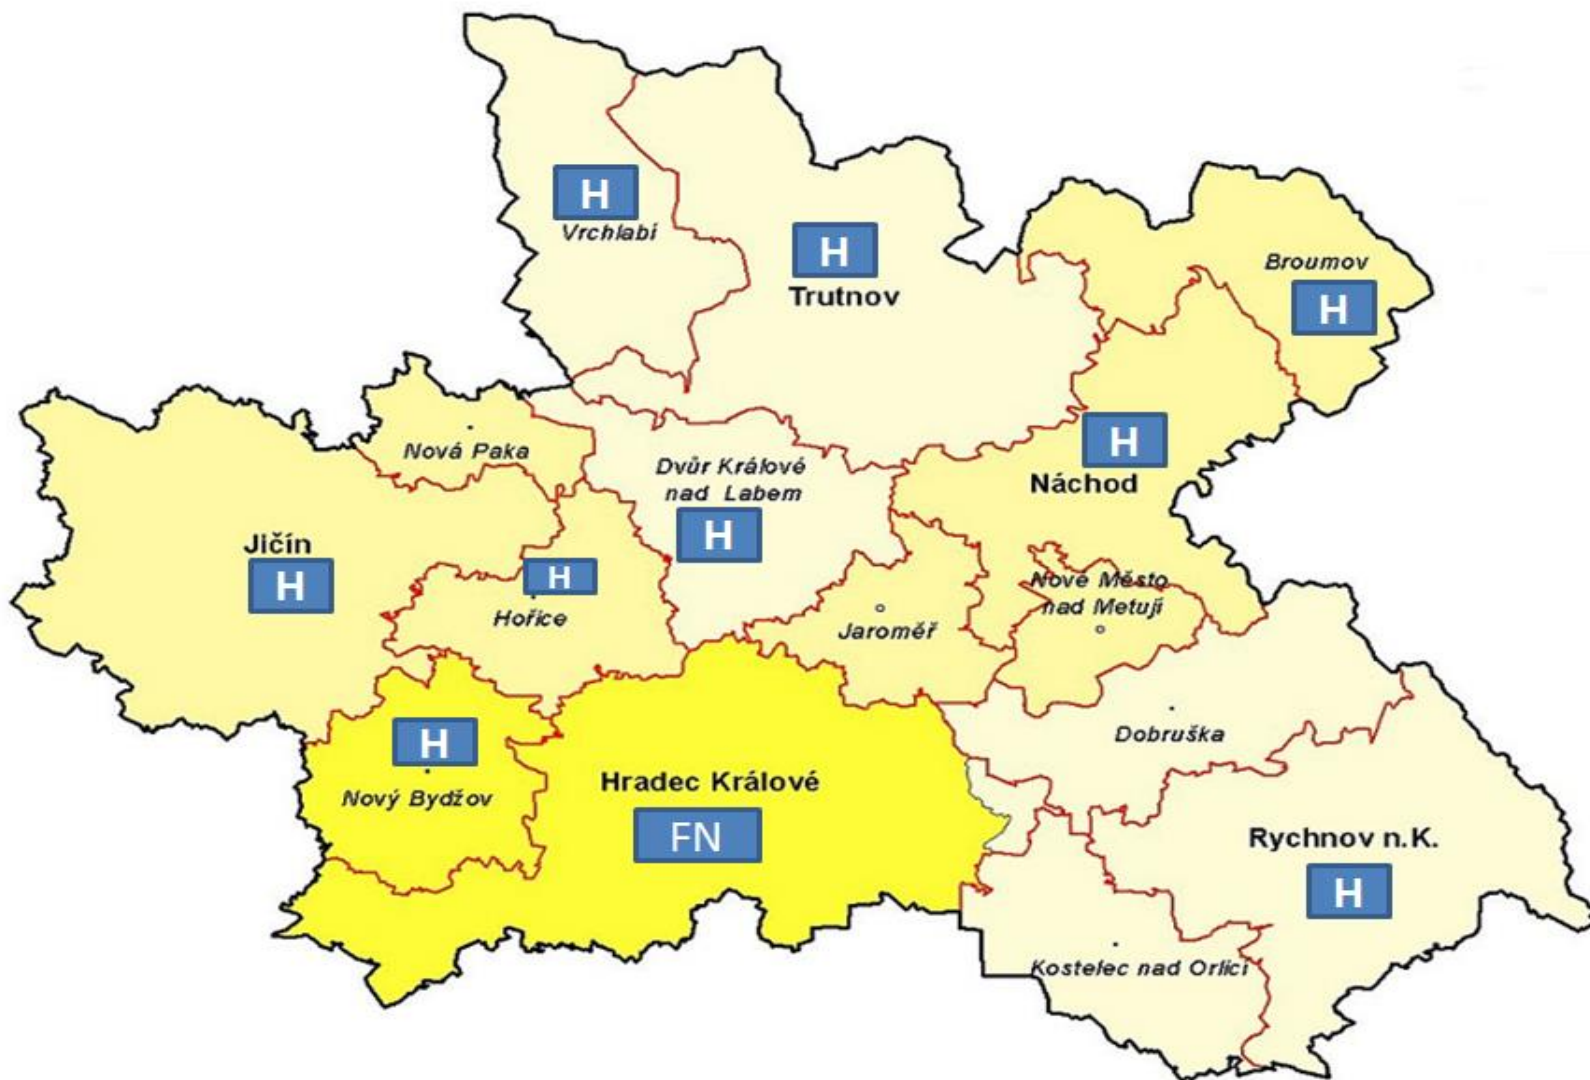 H
Vrchlabí
H
Trutnov
Broumov
H
H
Náchod
Nová Paka
Dvůr Králové
nad Labem
H
Jičín
H
H
Hořice
Nové Město
nad Metují
Jaroměř
H
Nový Bydžov
Hradec Králové
FN
Dobruška
Rychnov n.K.
H
Kostelec nad Orlicí